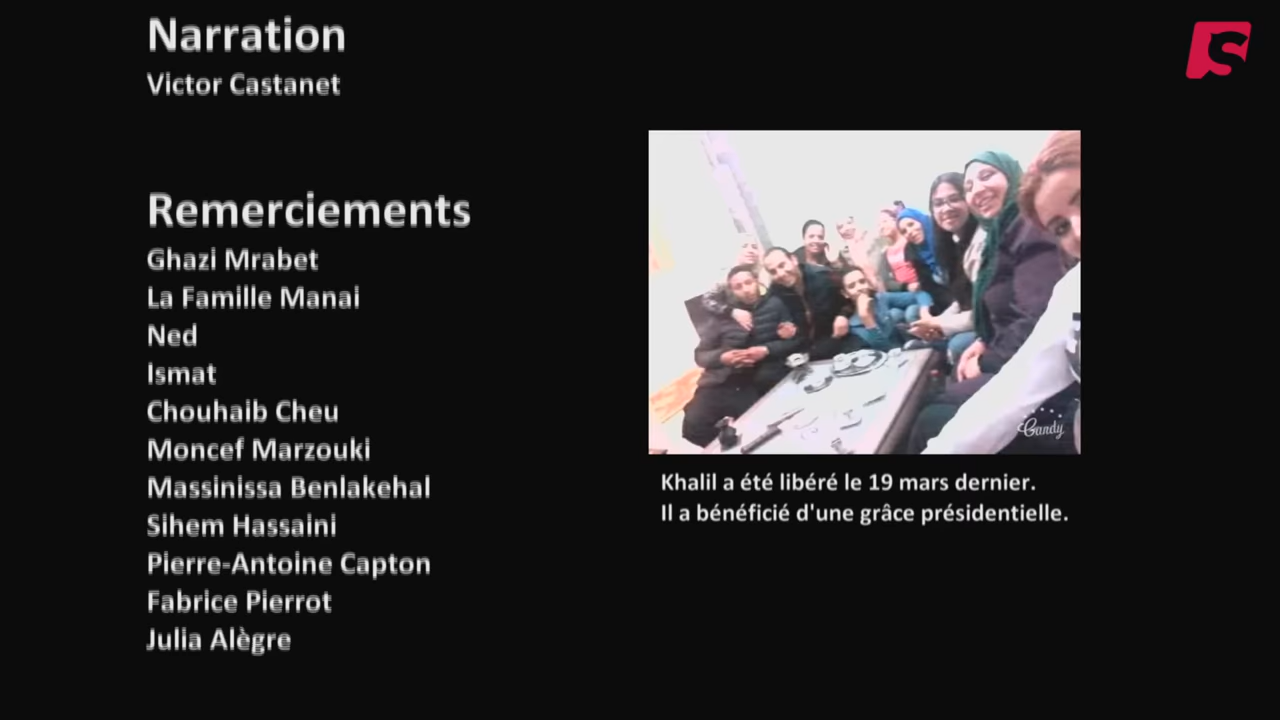 Narration
Victor Castanet
Remerciements
Ghazi Mrabet
La Famille Manai
Ned
Ismat
Chouhaib Cheu
Moncef Marzouki
Massinissa Benlakehal
Sihem Hassaini
Pierre-Antoine Capton
Fabrice Pierrot
Julia Alègre
Candy
Khalil a été libéré le 19 mars dernier.
Il a bénéficié d'une grâce présidentielle.
S